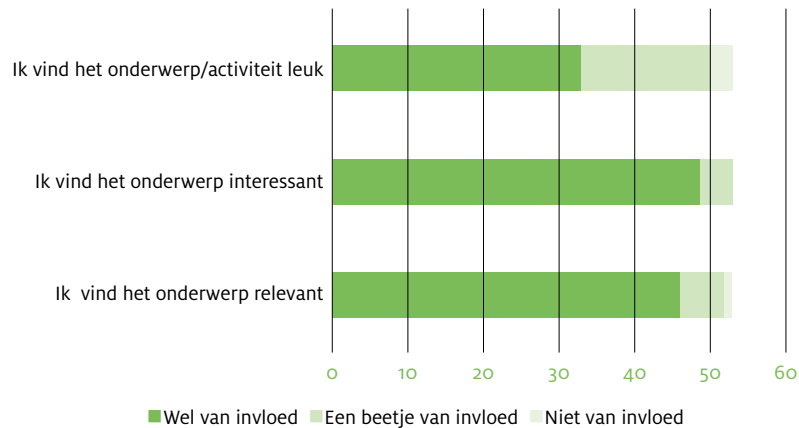 Ik vind het onderwerp/activiteit leuk
Ik vind het onderwerp interessant
Ik  vind het onderwerp relevant
0 10 20 30 40 50 60
Wel van invloed Een beetje van invloed Niet van invloed